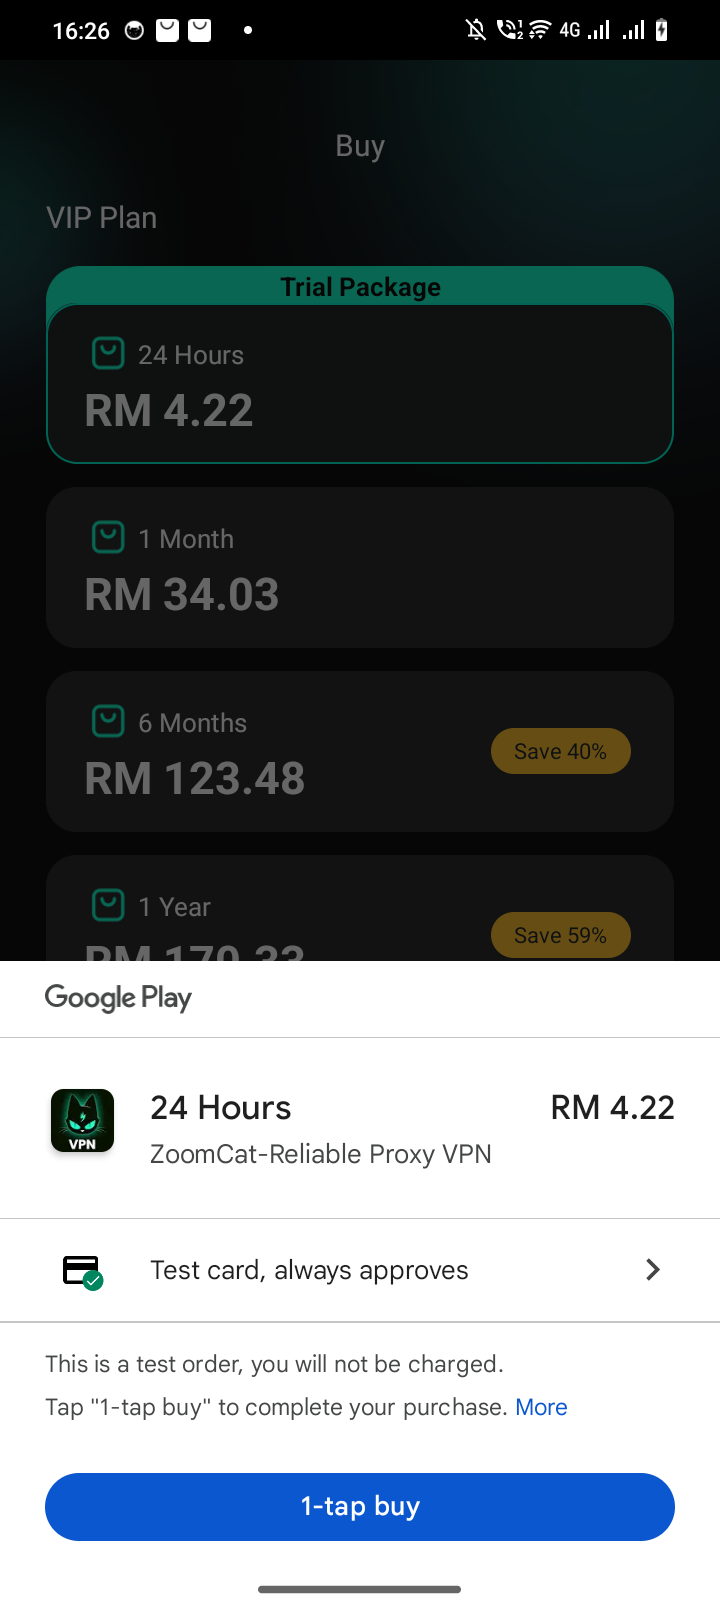 16:26
4G
Buy
VIP Plan
Trial Package
24 Hours
RM 4.22
1 Month
RM 34.03
6 Months
RM 123.48
Save 40%
1 Year
RM 170.33
Save 59%
Google Play
24 Hours
RM 4.22
ZoomCat-Reliable Proxy VPN
VPN
Test card, always approves
This is a test order, you will not be charged.
Tap "1-tap buy" to complete your purchase. More
1-tap buy